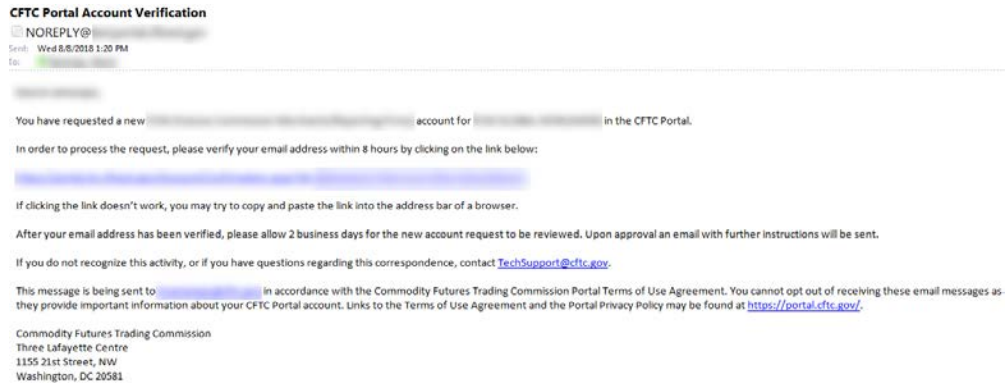 CFTC Portal Account Verification
NOREPLY@
Sent: Wed 8/8/2018 1:20 PM
To:
You have requested a new account for in the CFTC Portal.
In order to process the request, please verify your email address within 8 hours by clicking on the link below:
If clicking the link doesn't work, you may try to copy and paste the link into the address bar of a browser.
After your email address has been verified, please allow 2 business days for the new account request to be reviewed. Upon approval an email with further instructions will be sent.
If you do not recognize this activity, or if you have questions regarding this correspondence, contact TechSupport@cftc.gov.
This message is being sent to in accordance with the Commodity Futures Trading Commission Portal Terms of Use Agreement. You cannot opt out of receiving these email messages as
they provide important information about your CFTC Portal account. Links to the Terms of Use Agreement and the Portal Privacy Policy may be found at https://portal.cftc.gov/.
Commodity Futures Trading Commission
Three Lafayette Centre
1155 21st Street, NW
Washington, DC 20581